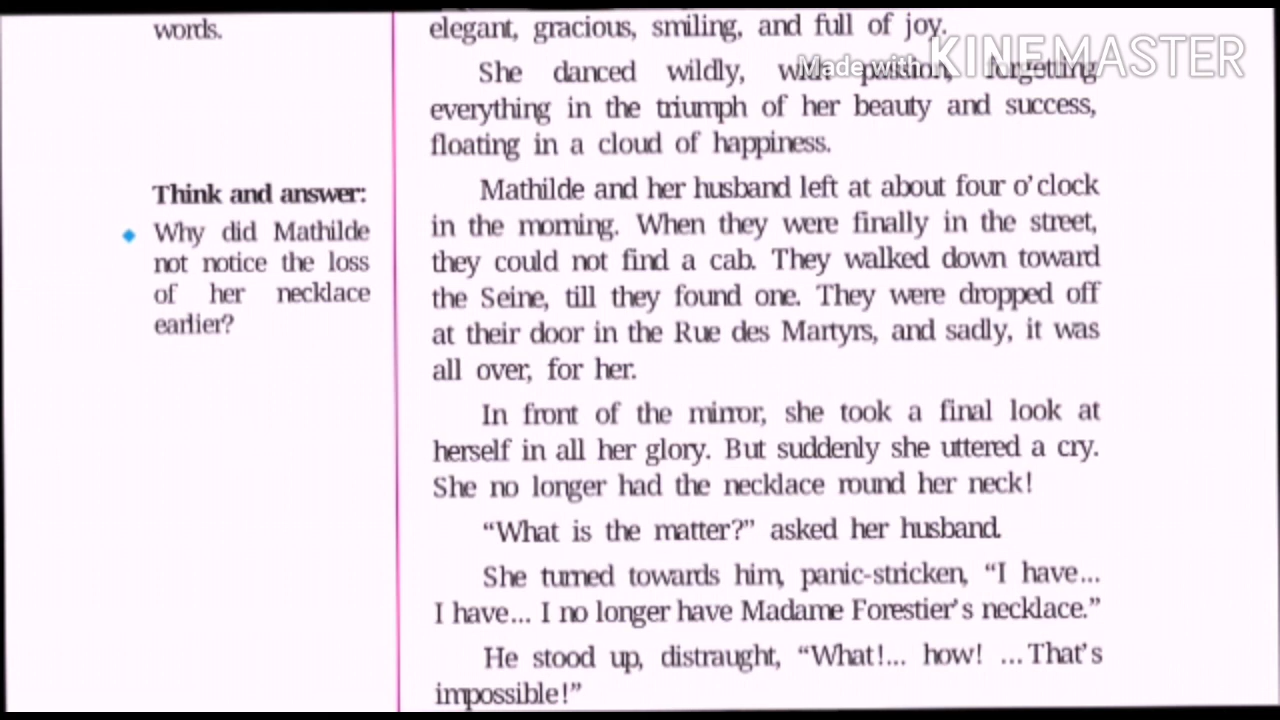 words.
Think and answer:
Why did Mathilde
not notice the loss
of her necklace
earlier?
elegant, gracious, smiling, and full of joy.
She danced wildly, with passion, forgetting
everything in the triumph of her beauty and success,
floating in a cloud of happiness.
Mathilde and her husband left at about four o'clock
in the morning. When they were finally in the street,
they could not find a cab. They walked down toward
the Seine, till they found one. They were dropped off
at their door in the Rue des Martyrs, and sadly, it was
all over, for her.
In front of the mirror, she took a final look at
herself in all her glory. But suddenly she uttered a cry.
She no longer had the necklace round her neck!
“What is the matter?” asked her husband.
She turned towards him, panic-stricken, “I have...
I have... I no longer have Madame Forestier's necklace.”
He stood up, distraught, “What!... how! ...That's
impossible!”
Made with KINEMASTER